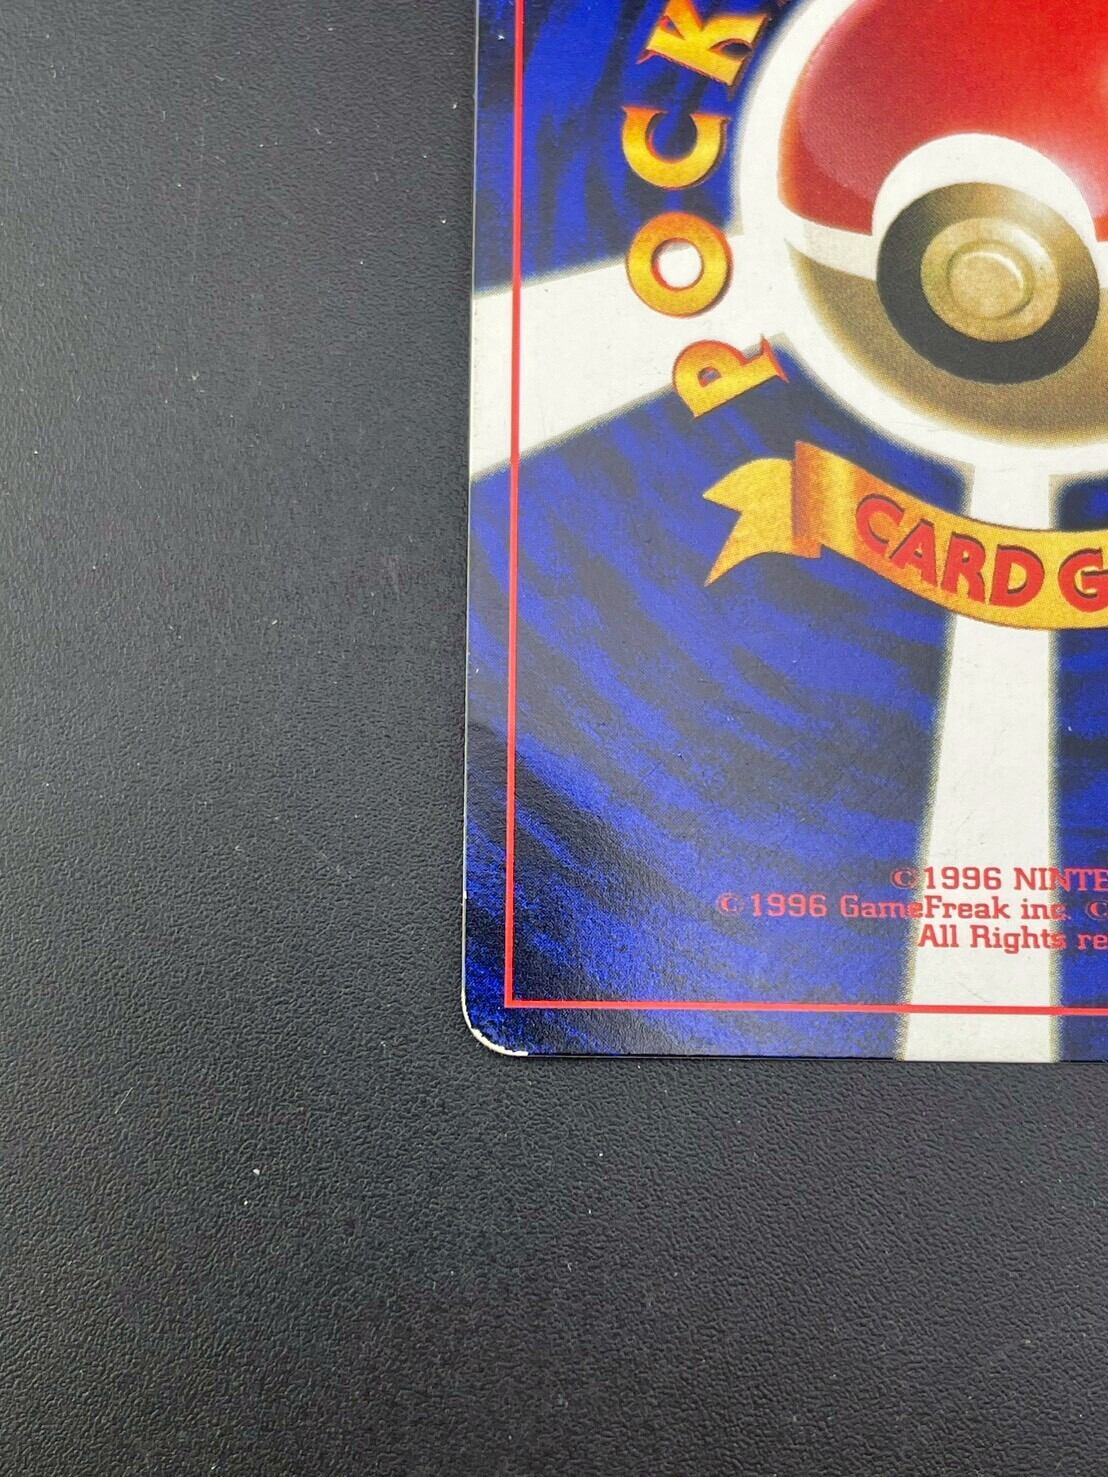 POCK
CARD G
©1996 NINTE
©1996 GameFreak inc. ©
All Rights re